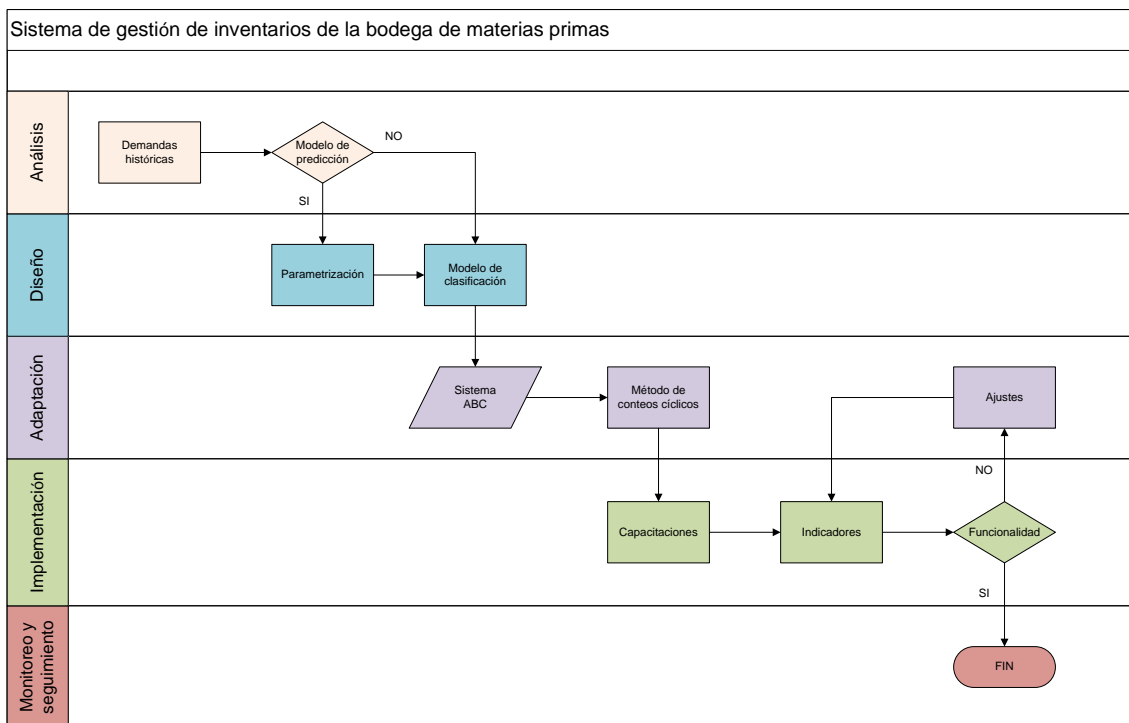 Sistema de gestión de inventarios de la bodega de materias primas
Análisis
Demandas
históricas
Modelo de
predicción
NO
SI
Diseño
Parametrización
Modelo de
clasificación
Adaptación
Sistema
ABC
Método de
conteos cíclicos
Ajustes
NO
Implementación
Capacitaciones
Indicadores
Funcionalidad
SI
Monitoreo y
seguimiento
FIN